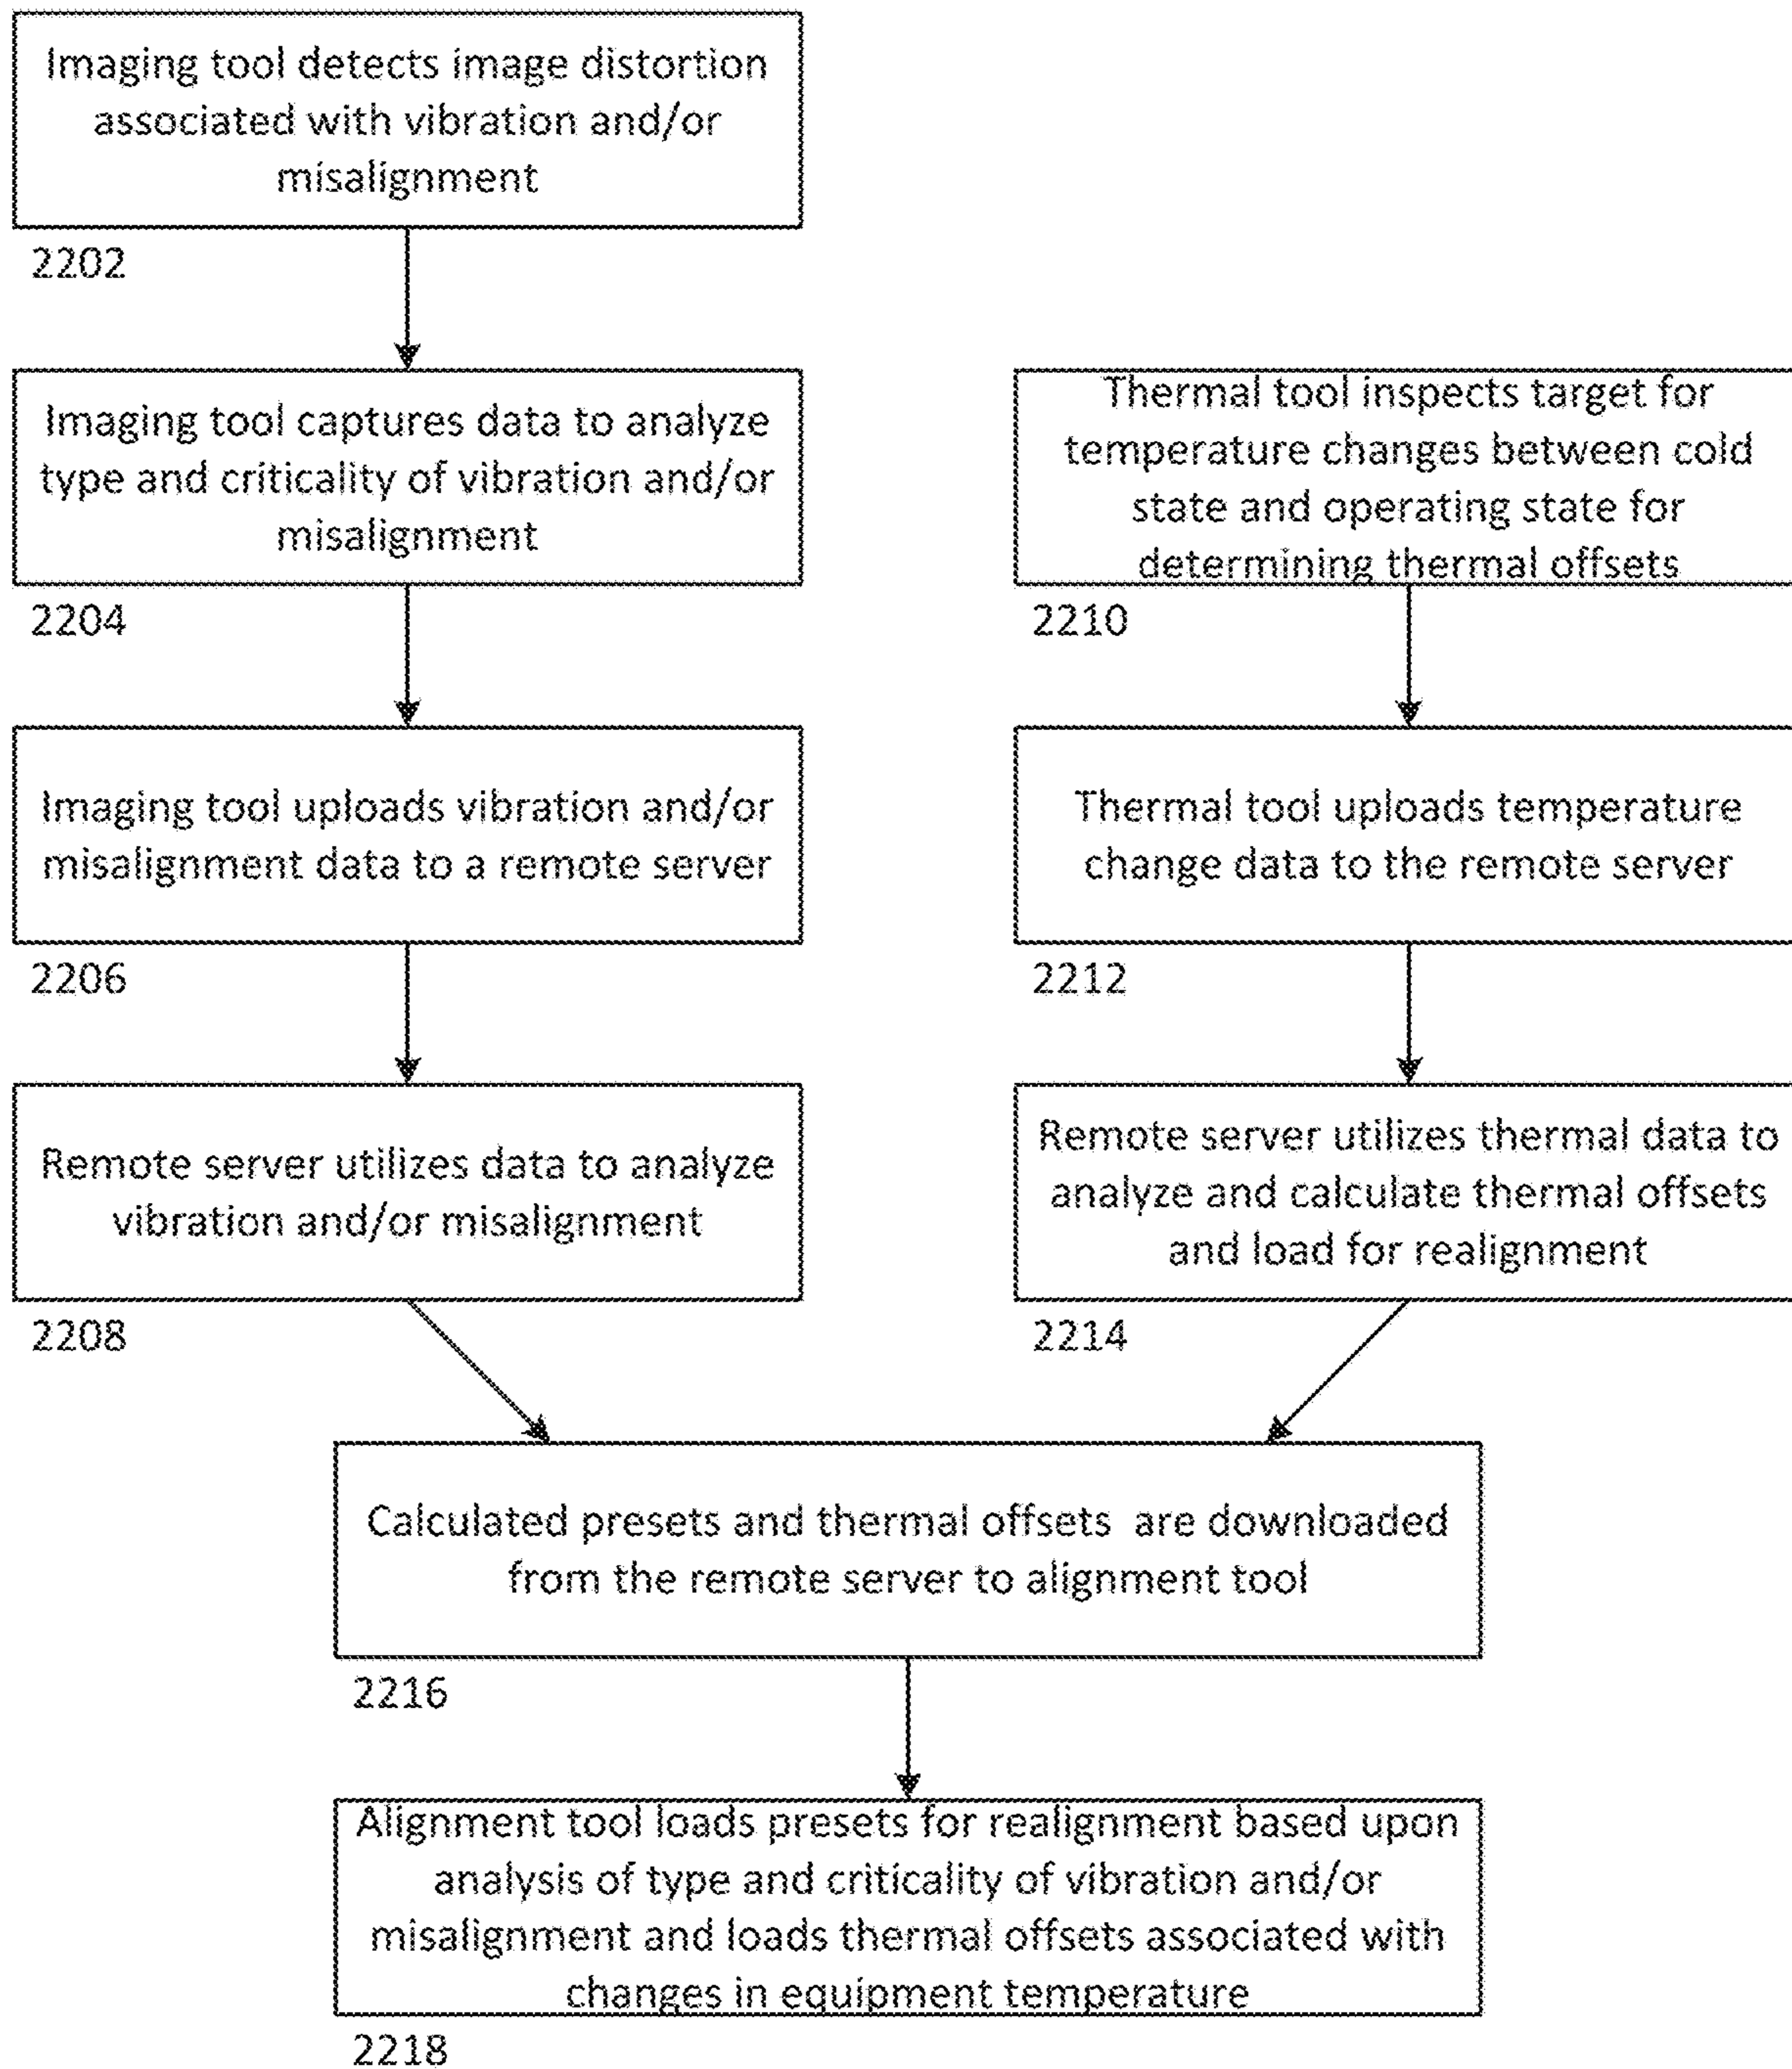 Imaging tool detects image distortion
associated with vibration and/or
misalignment
2202
Imaging tool captures data to analyze
type and criticality of vibration and/or
misalignment
2204
Imaging tool uploads vibration and/or
misalignment data to a remote server
2206
Remote server utilizes data to analyze
vibration and/or misalignment
2208
Thermal tool inspects target for
temperature changes between cold
state and operating state for
determining thermal offsets
2210
Thermal tool uploads temperature
change data to the remote server
2212
Remote server utilizes thermal data to
analyze and calculate thermal offsets
and load for realignment
2214
Calculated presets and thermal offsets are downloaded
from the remote server to alignment tool
2216
Alignment tool loads presets for realignment based upon
analysis of type and criticality of vibration and/or
misalignment and loads thermal offsets associated with
changes in equipment temperature
2218